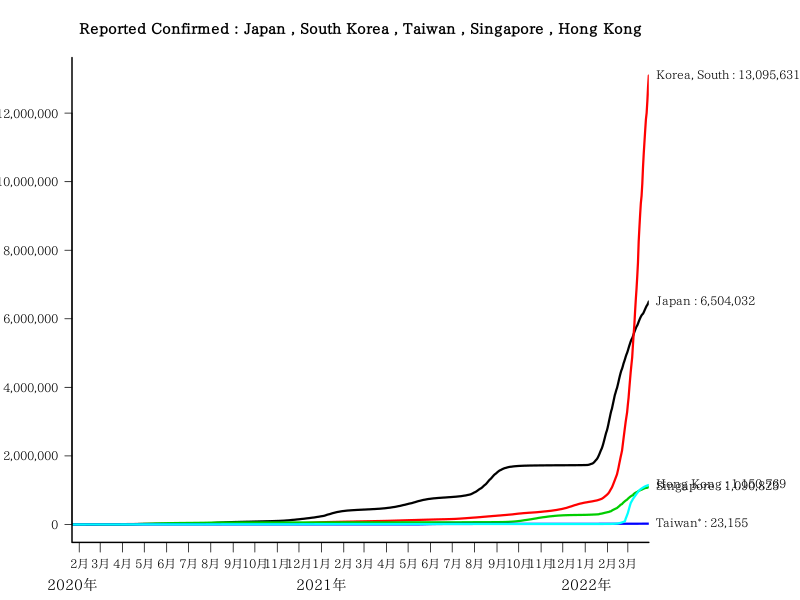 Reported Confirmed : Japan , South Korea , Taiwan , Singapore , Hong Kong
Korea, South : 13,095,631
12,000,000
10,000,000
8,000,000
Japan : 6,504,032
6,000,000
4,000,000
2,000,000
Hong Kong :
Singapore :
Taiwan* : 23,155
0
2月 3月 4月 5月 6月 7月 8月 9月 10月 11月 12月 1月 2月 3月 4月 5月 6月 7月 8月 9月 10月 11月 12月 1月 2月 3月
2020年 2021年 2022年